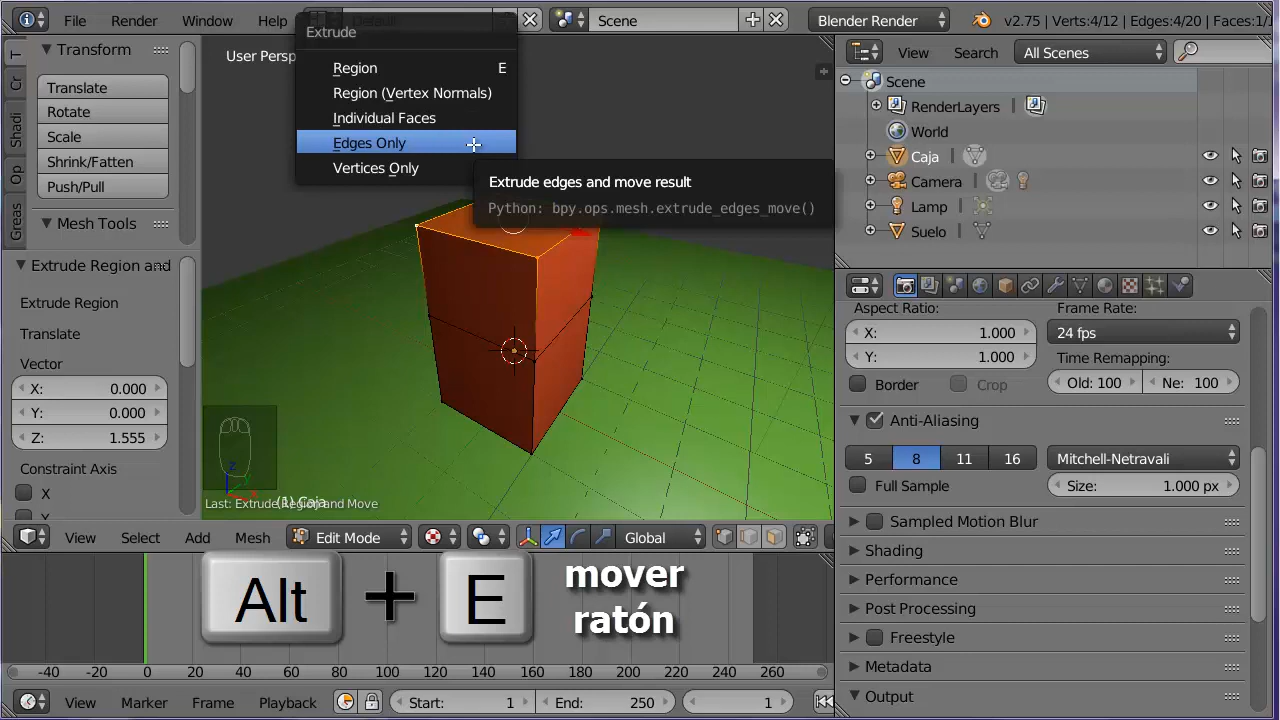 File Render Window Help Default Scene Blender Render v2.75 | Verts:4/12 | Edges:4/20 | Faces:1/
Extrude
Region E
Region (Vertex Normals)
Individual Faces
Edges Only
Vertices Only
Extrude edges and move result
Python: bpy.ops.mesh.extrude_edges_move()
User Persp
Cr
Shadi
Op
Greas
Transform
Translate
Rotate
Scale
Shrink/Fatten
Push/Pull
Mesh Tools
Extrude Region and
Extrude Region
Translate
Vector
X: 0.000
Y: 0.000
Z: 1.555
Constraint Axis
X
Y
(1) Caja
Last: Extrude Region and Move
View Select Add Mesh Edit Mode Global
Alt + E
mover
ratón
-40 -20 0 20 40 60 80 100 120 140 160 180 200 220 240 260
View Marker Frame Playback Start: 1 End: 250 1
View Search All Scenes
Scene
RenderLayers
World
Caja
Camera
Lamp
Suelo
Aspect Ratio: Frame Rate:
X: 1.000 24 fps
Y: 1.000 Time Remapping:
Border Crop Old: 100 Ne: 100
Anti-Aliasing
5 8 11 16 Mitchell-Netravali
Full Sample Size: 1.000 px
Sampled Motion Blur
Shading
Performance
Post Processing
Freestyle
Metadata
Output